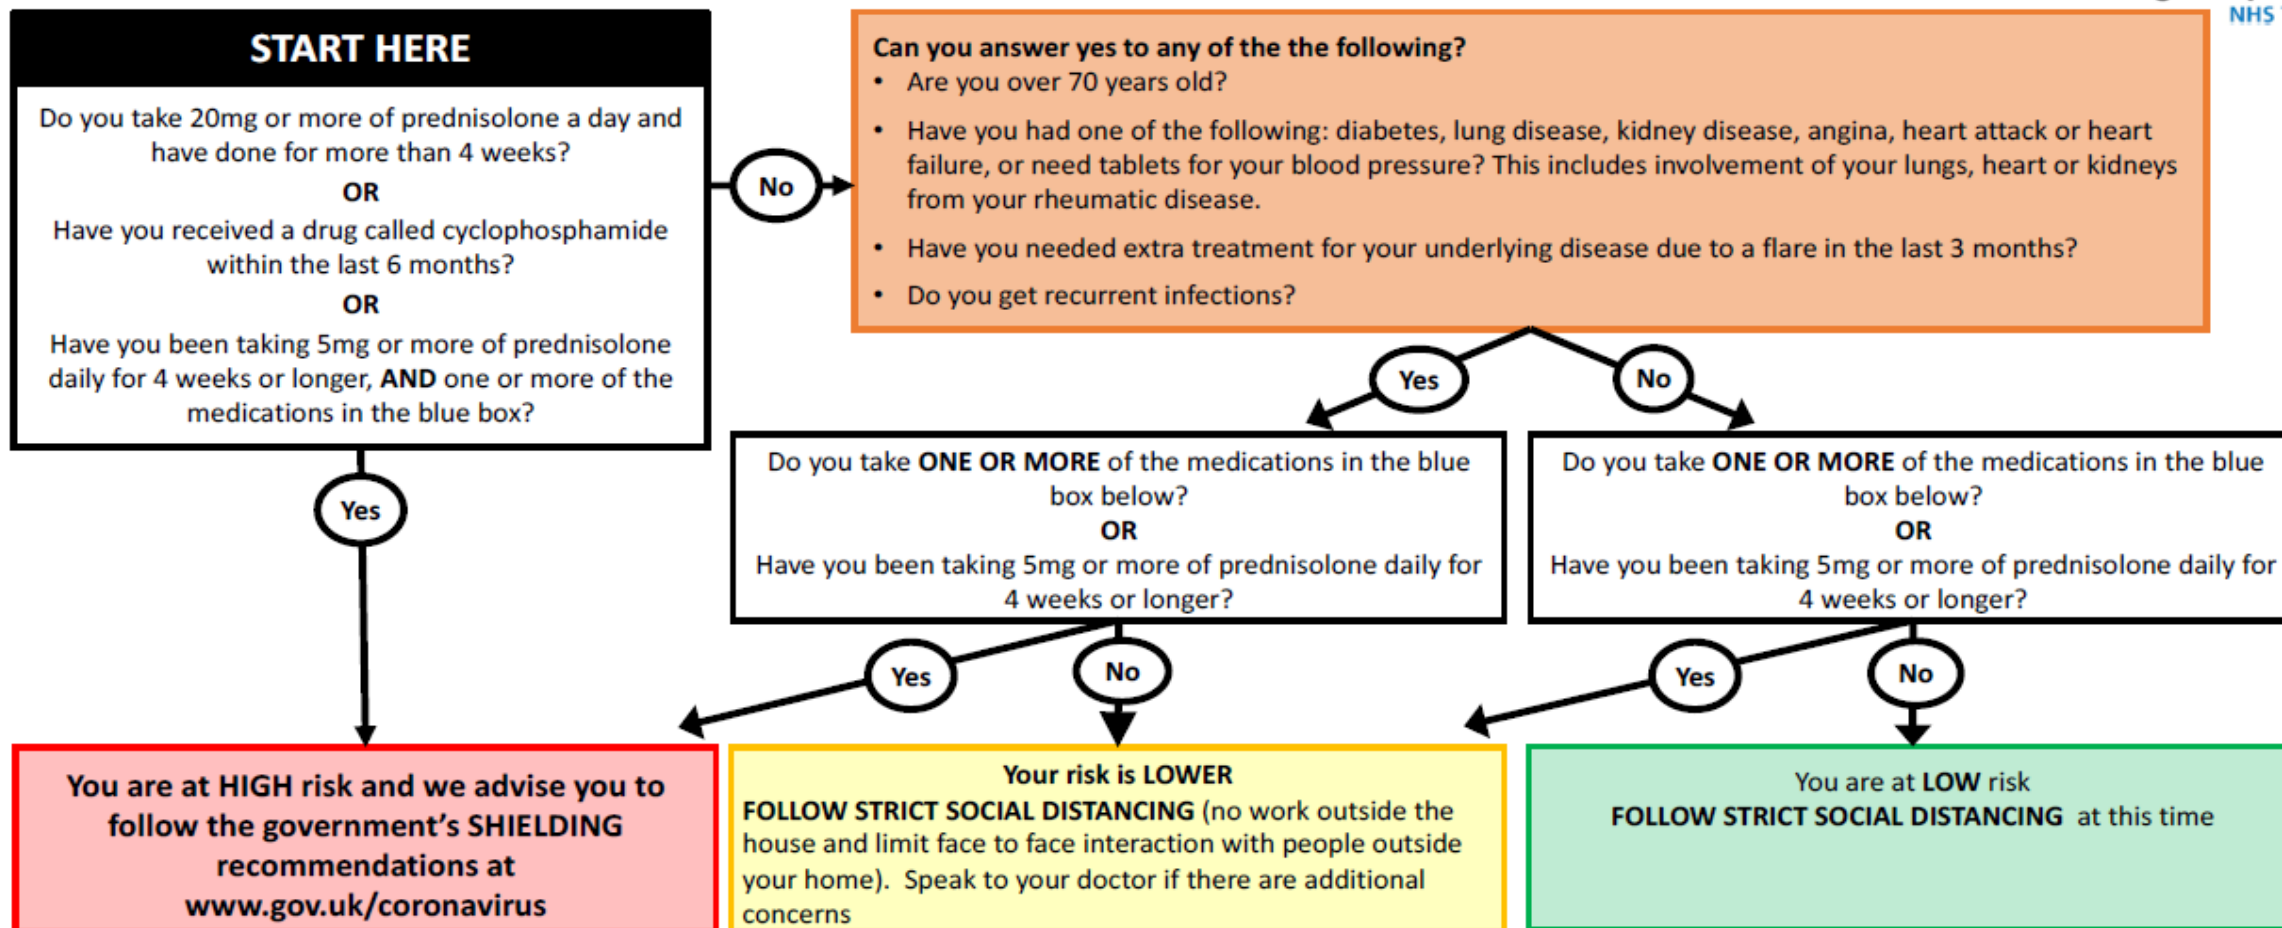 NHS
START HERE
Do you take 20mg or more of prednisolone a day and
have done for more than 4 weeks?
OR
Have you received a drug called cyclophosphamide
within the last 6 months?
OR
Have you been taking 5mg or more of prednisolone
daily for 4 weeks or longer, AND one or more of the
medications in the blue box?
No
Can you answer yes to any of the the following?
• Are you over 70 years old?
• Have you had one of the following: diabetes, lung disease, kidney disease, angina, heart attack or heart
failure, or need tablets for your blood pressure? This includes involvement of your lungs, heart or kidneys
from your rheumatic disease.
• Have you needed extra treatment for your underlying disease due to a flare in the last 3 months?
• Do you get recurrent infections?
Yes
No
Yes
Do you take ONE OR MORE of the medications in the blue
box below?
OR
Have you been taking 5mg or more of prednisolone daily for
4 weeks or longer?
Do you take ONE OR MORE of the medications in the blue
box below?
OR
Have you been taking 5mg or more of prednisolone daily for
4 weeks or longer?
Yes
No
Yes
No
You are at HIGH risk and we advise you to
follow the government's SHIELDING
recommendations at
www.gov.uk/coronavirus
Your risk is LOWER
FOLLOW STRICT SOCIAL DISTANCING (no work outside the
house and limit face to face interaction with people outside
your home). Speak to your doctor if there are additional
concerns
You are at LOW risk
FOLLOW STRICT SOCIAL DISTANCING at this time